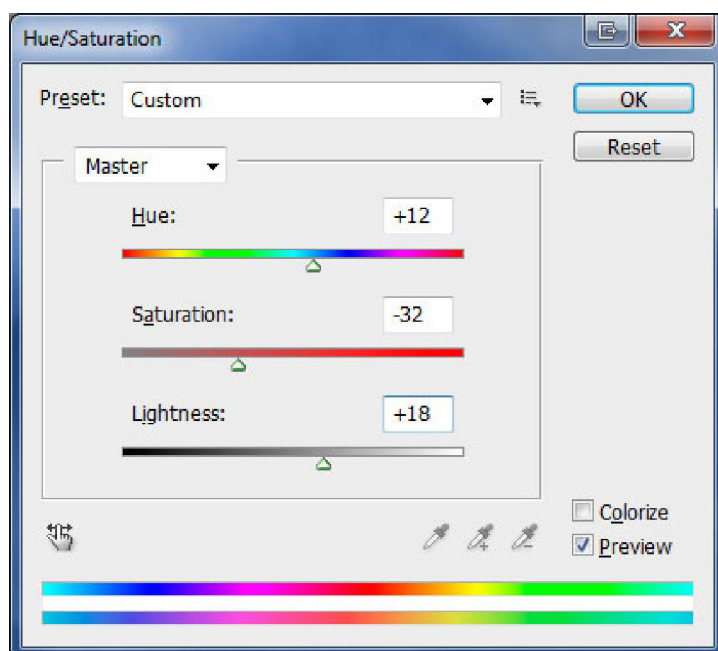 Hue/Saturation
Preset: Custom
OK
Reset
Master
Hue: +12
Saturation: -32
Lightness: +18
Colorize
Preview